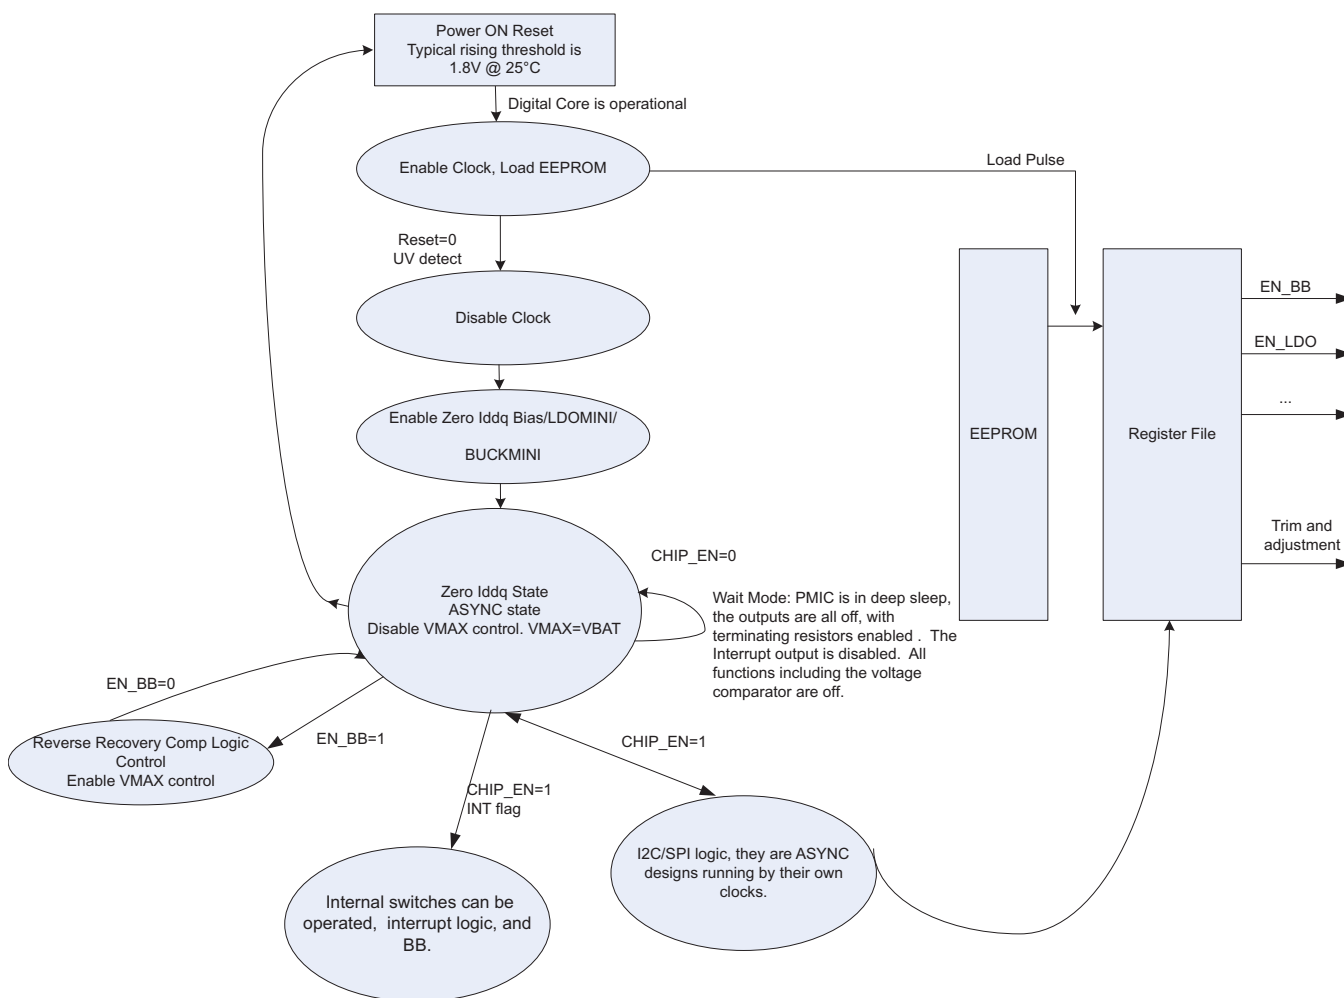 Power ON Reset
Typical rising threshold is
1.8V @ 25°C
Digital Core is operational
Enable Clock, Load EEPROM
Load Pulse
Reset=0
UV detect
Disable Clock
Enable Zero Iddq Bias/LDOMINI/
BUCKMINI
EEPROM
Register File
EN_BB
EN_LDO
...
Trim and
adjustment
CHIP_EN=0
Zero Iddq State
ASYNC state
Disable VMAX control. VMAX=VBAT
Wait Mode: PMIC is in deep sleep,
the outputs are all off, with
terminating resistors enabled . The
Interrupt output is disabled. All
functions including the voltage
comparator are off.
EN_BB=0
EN_BB=1
Reverse Recovery Comp Logic
Control
Enable VMAX control
CHIP_EN=1
INT flag
CHIP_EN=1
Internal switches can be
operated, interrupt logic, and
BB.
I2C/SPI logic, they are ASYNC
designs running by their own
clocks.